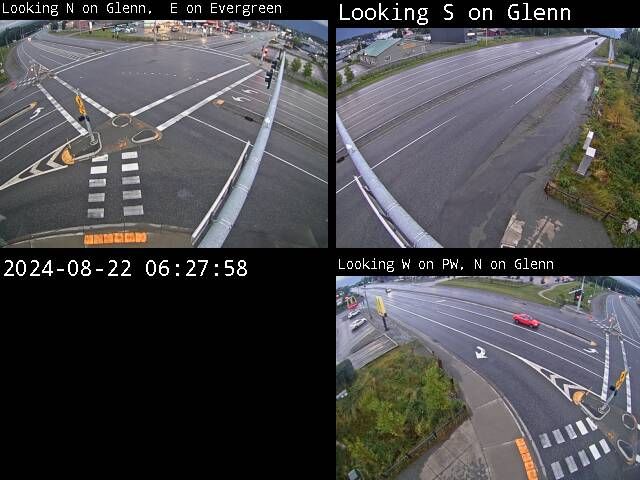 Looking N on Glenn,  E on Evergreen
Looking S on Glenn
2024-08-22 06:27:58
Looking W on PW, N on Glenn